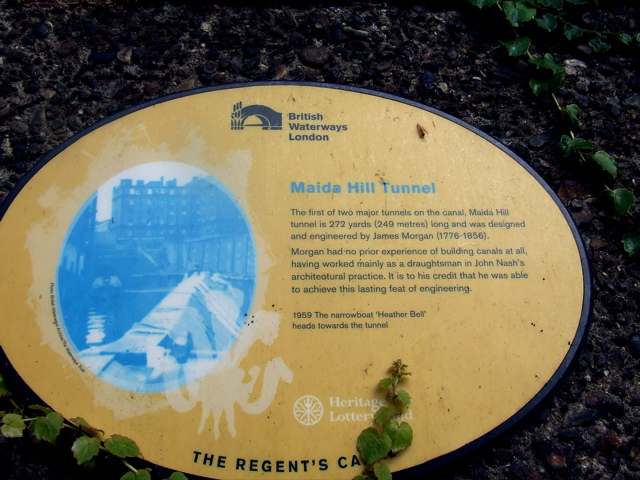 British
Waterways
London
Maida Hill Tunnel
The first of two major tunnels on the canal, Maida Hill
tunnel is 272 yards (249 metres) long and was designed
and engineered by James Morgan (1776-1856).
Morgan had no prior experience of building canals at all,
having worked mainly as a draughtsman in John Nash's
architectural practice. It is to his credit that he was able
to achieve this lasting feat of engineering.
1959 The narrowboat 'Heather Bell'
heads towards the tunnel
Heritage
Lottery
THE REGENT'S CA